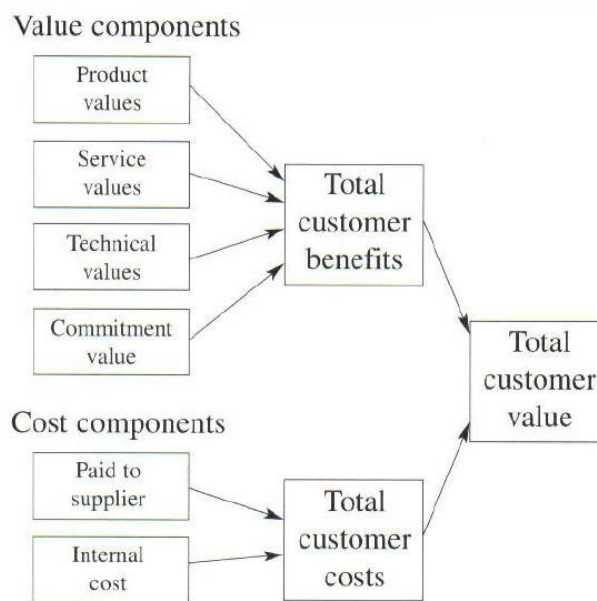 Value components
Product
values
Service
values
Technical
values
Commitment
value
Total
customer
benefits
Total
customer
value
Cost components
Paid to
supplier
Internal
cost
Total
customer
costs